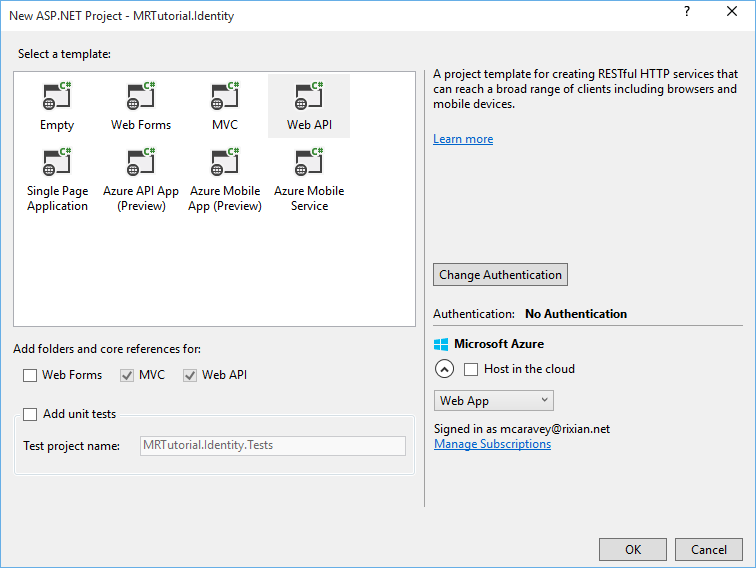 New ASP.NET Project - MRTutorial.Identity
?
Select a template:
C#
C#
C#
C#
Empty
Web Forms
MVC
Web API
C#
C#
C#
C#
Single Page
Application
Azure API App
(Preview)
Azure Mobile
App (Preview)
Azure Mobile
Service
A project template for creating RESTful HTTP services that
can reach a broad range of clients including browsers and
mobile devices.
Learn more
Change Authentication
Authentication: No Authentication
Microsoft Azure
Host in the cloud
Web App
Signed in as mcaravey@rixian.net
Manage Subscriptions
Add folders and core references for:
Web Forms
MVC
Web API
Add unit tests
Test project name:
MRTutorial.Identity.Tests
OK
Cancel